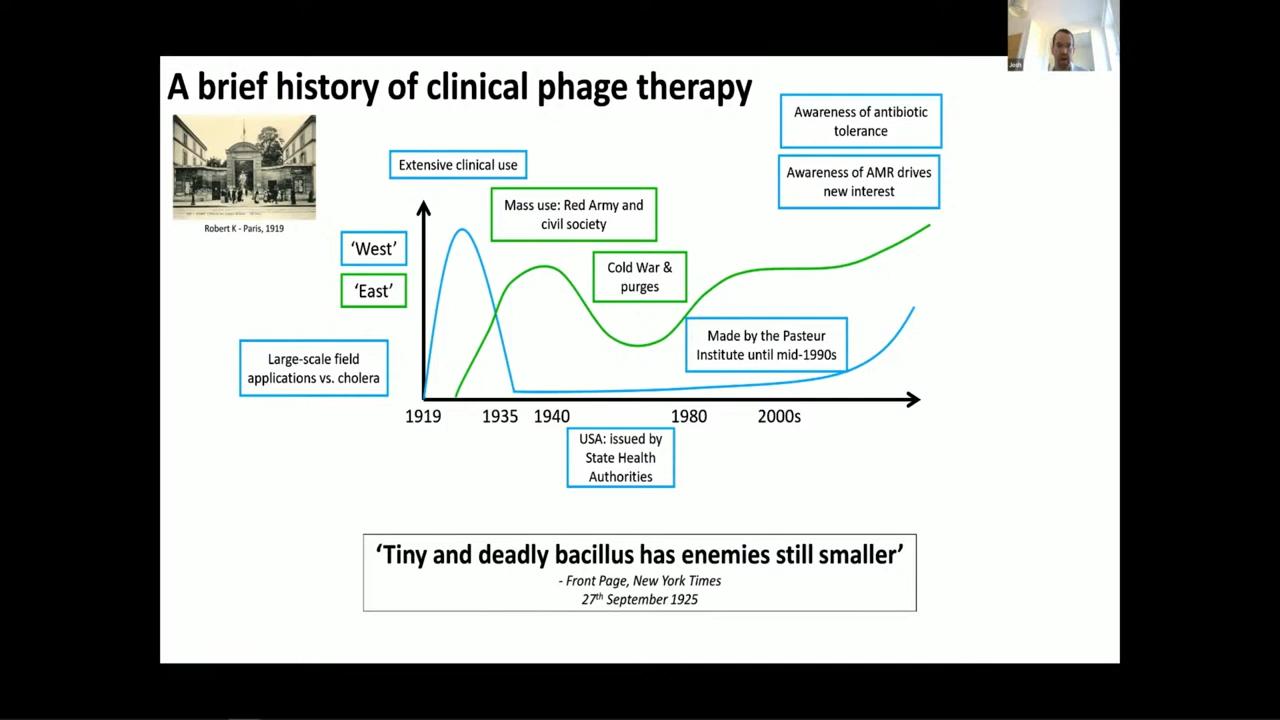 Josh
A brief history of clinical phage therapy
Robert K - Paris, 1919
Awareness of antibiotic
tolerance
Awareness of AMR drives
new interest
Extensive clinical use
Mass use: Red Army and
civil society
'West'
'East'
Cold War &
purges
Large-scale field
applications vs. cholera
Made by the Pasteur
Institute until mid-1990s
1919 1935 1940 1980 2000s
USA: issued by
State Health
Authorities
'Tiny and deadly bacillus has enemies still smaller'
- Front Page, New York Times
27th September 1925